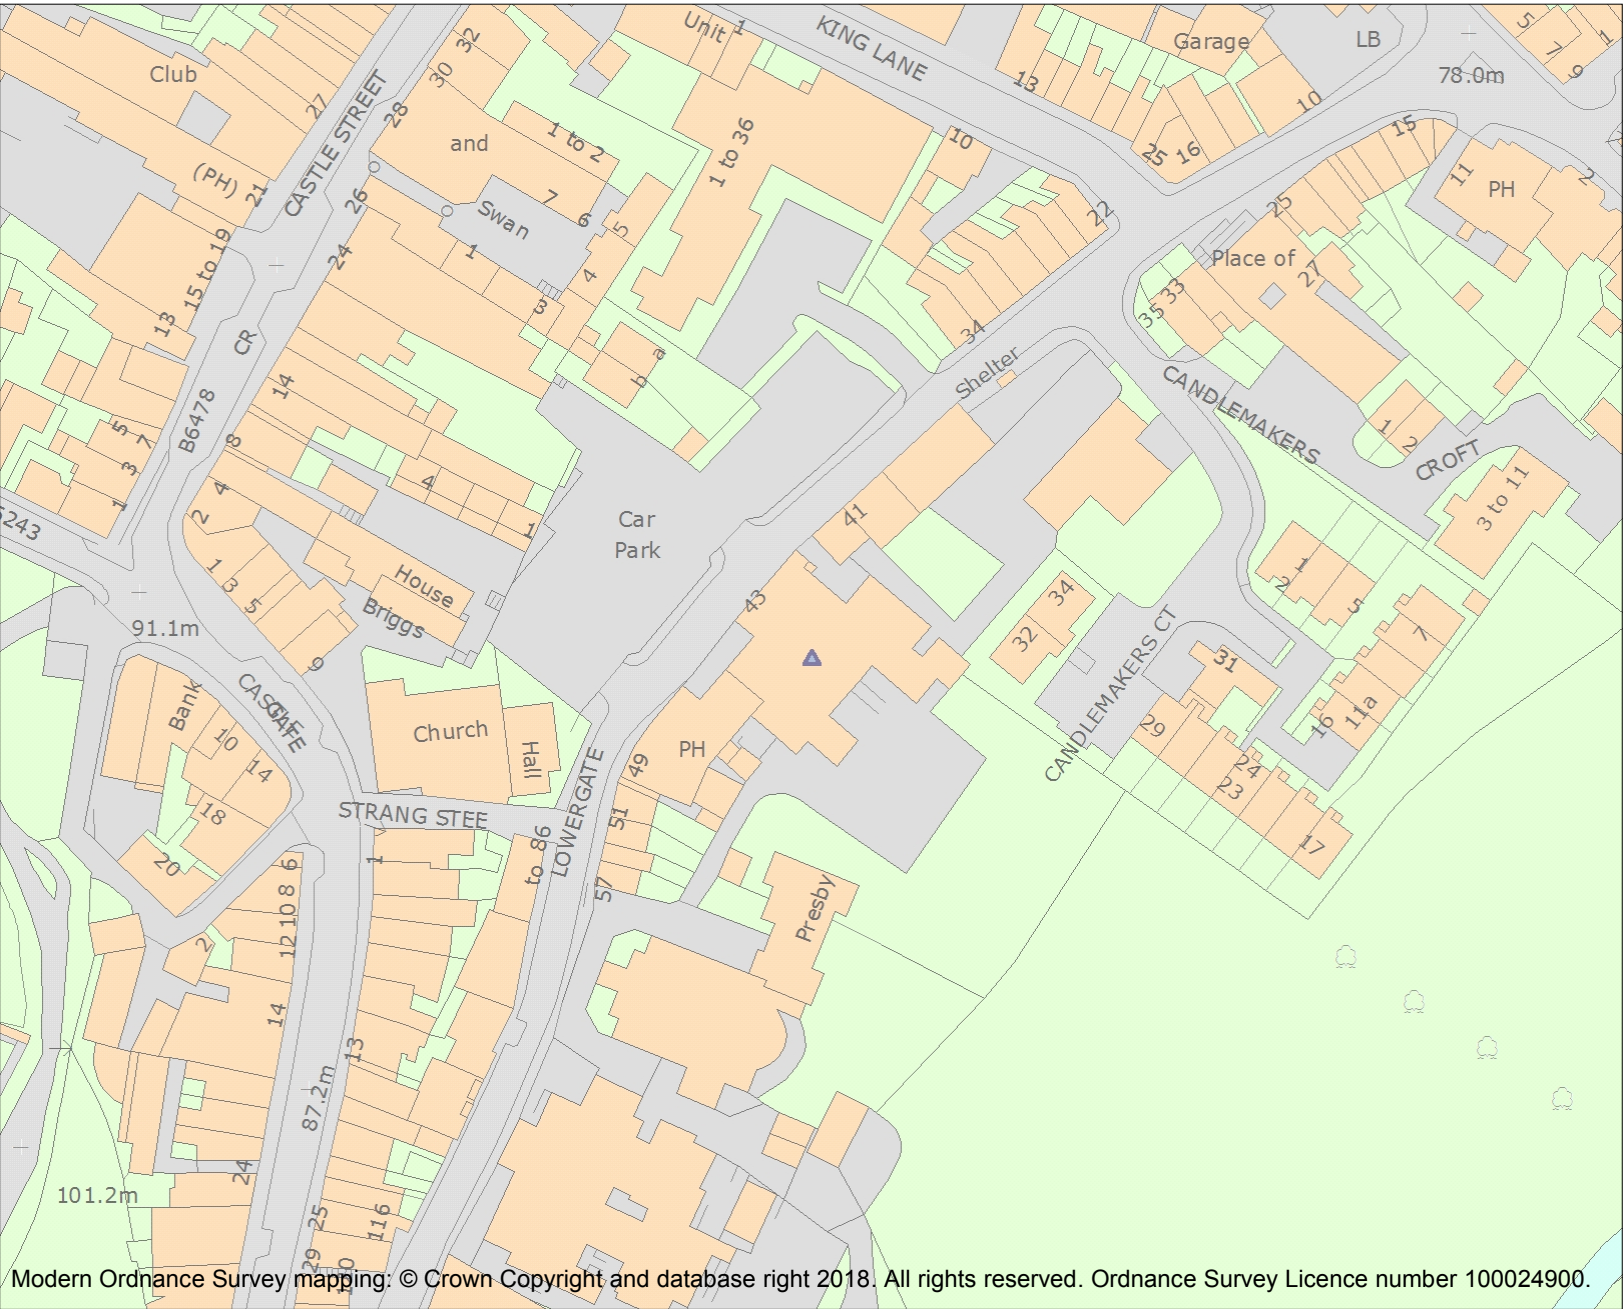 Unit 1
KING LANE
Garage
LB
5
7
9
1
78.0m
32
30
28
Club
27
CASTLE STREET
and
1 to 2
1 to 36
13
25
16
10
15
10
(PH)
21
26
Swan
7
6
5
1
4
3
22
25
11
PH
2
Place of
27
33
35
15 to 19
13
24
CR
14
B6478
8
a
b
34
Shelter
CANDLEMAKERS
CROFT
1
2
3 to 11
5
7
3
1
4
2
4
1
Car
Park
41
5243
1
3
5
9
House
Briggs
91.1m
43
34
32
1
2
5
7
CANDLEMAKERS CT
31
29
16
11a
24
23
17
Bank
10
14
18
20
CASTLE
GATE
Church
Hall
PH
49
51
57
STRANG STEE
LOWERGATE
to 86
1
6
8
10
12
2
14
13
Presby
87.2m
24
101.2m
25
29
116
Modern Ordnance Survey mapping: © Crown Copyright and database right 2018. All rights reserved. Ordnance Survey Licence number 100024900.